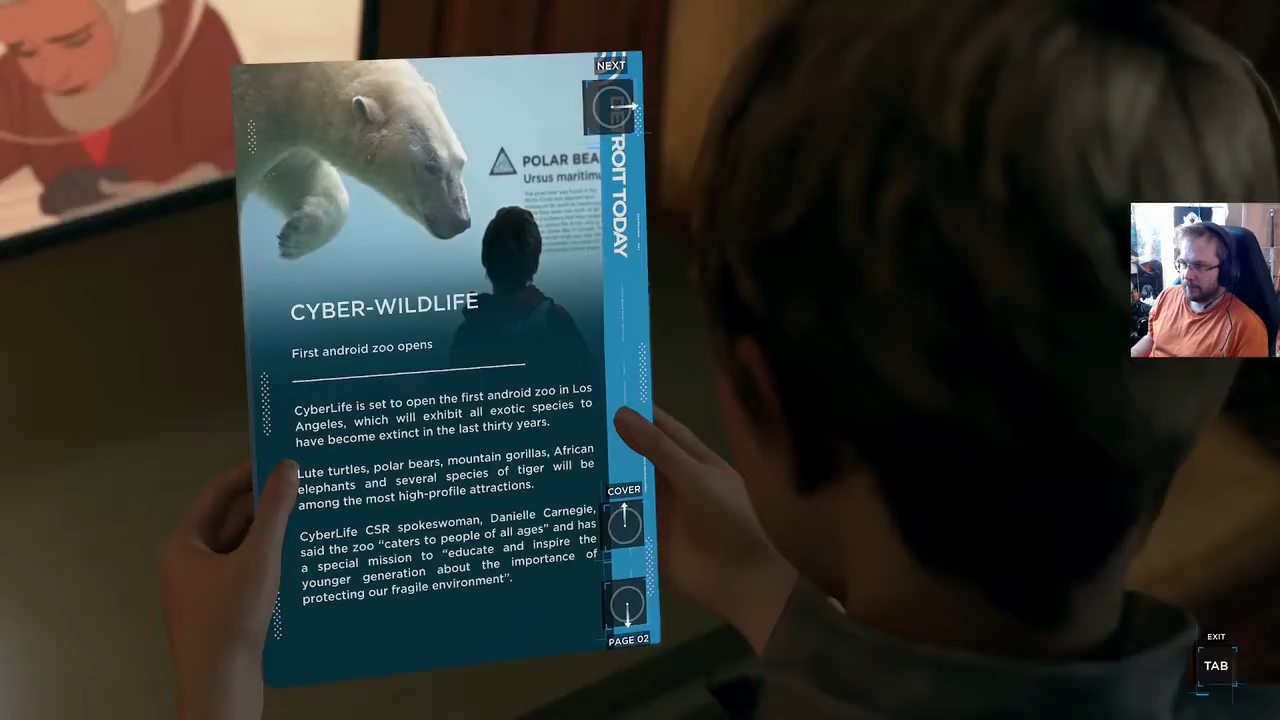 NEXT
ROIT TODAY
POLAR BEA
Ursus maritimu
CYBER-WILDLIFE
First android zoo opens
CyberLife is set to open the first android zoo in Los
Angeles, which will exhibit all exotic species to
have become extinct in the last thirty years.
Lute turtles, polar bears, mountain gorillas, African
elephants and several species of tiger will be
among the most high-profile attractions.
CyberLife CSR spokeswoman, Danielle Carnegie,
said the zoo “caters to people of all ages” and has
a special mission to “educate and inspire the
younger generation about the importance of
protecting our fragile environment”.
COVER
PAGE 02
EXIT
TAB